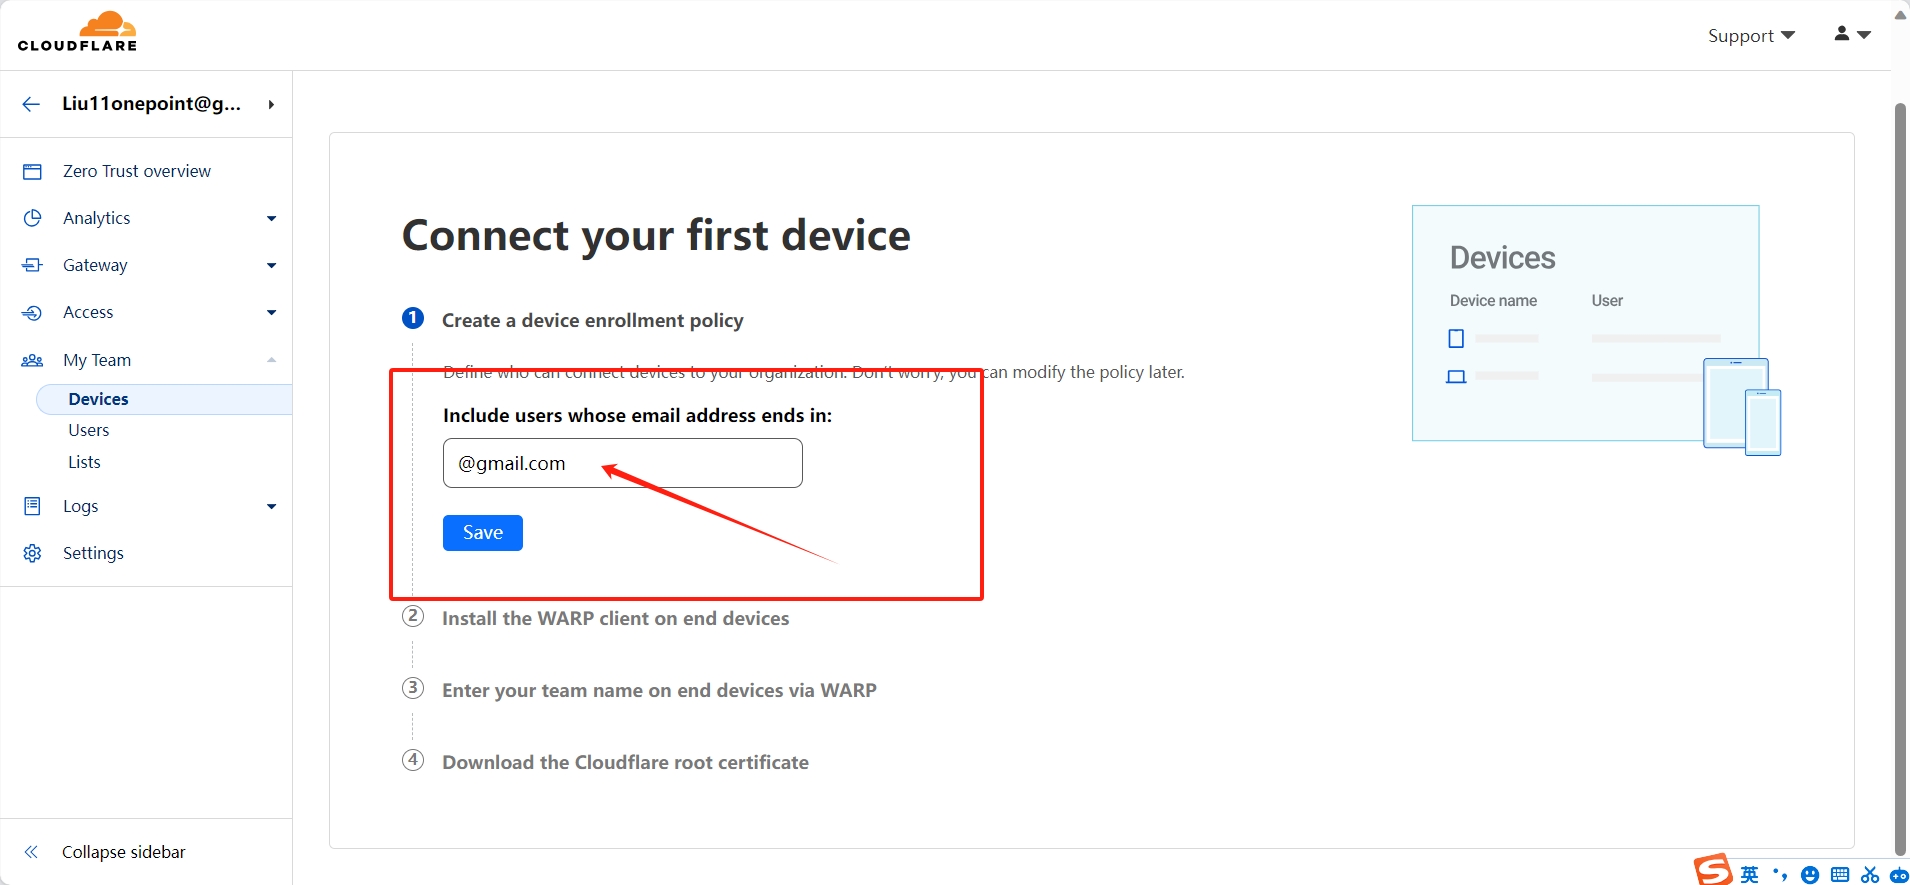 CLOUDFLARE
Support
Liu11onepoint@g...
Zero Trust overview
Analytics
Gateway
Access
My Team
Devices
Users
Lists
Logs
Settings
Collapse sidebar
Connect your first device
1 Create a device enrollment policy
Define who can connect devices to your organization. Don't worry, you can modify the policy later.
Include users whose email address ends in:
@gmail.com
Save
2 Install the WARP client on end devices
3 Enter your team name on end devices via WARP
4 Download the Cloudflare root certificate
Devices
Device name User
S 英